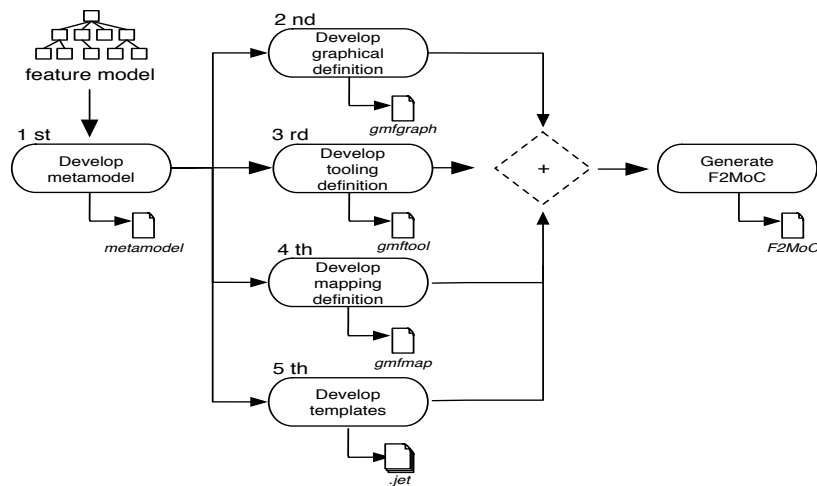 feature model
1 st
Develop
metamodel
metamodel
2 nd
Develop
graphical
definition
gmfgraph
3 rd
Develop
tooling
definition
gmftool
4 th
Develop
mapping
definition
gmfmap
5 th
Develop
templates
.jet
+
Generate
F2MoC
F2MoC